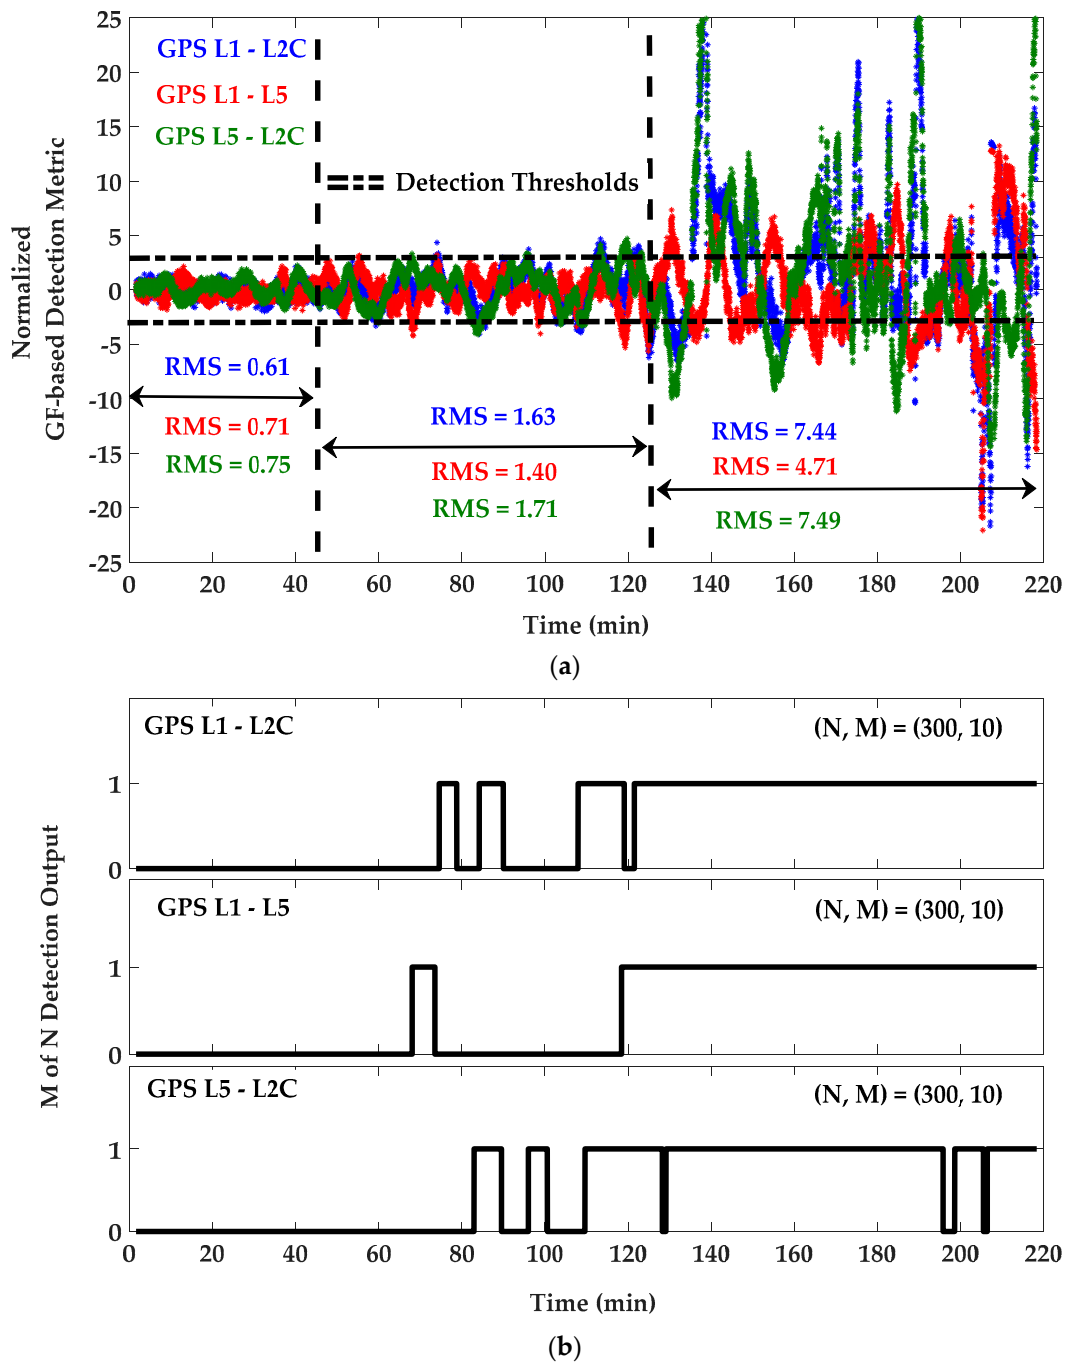 25
20
15
10
5
0
-5
-10
-15
-20
-25
Normalized
GF-based Detection Metric
GPS L1 - L2C
GPS L1 - L5
GPS L5 - L2C
Detection Thresholds
RMS = 0.61
RMS = 0.71
RMS = 0.75
RMS = 1.63
RMS = 1.40
RMS = 1.71
RMS = 7.44
RMS = 4.71
RMS = 7.49
0 20 40 60 80 100 120 140 160 180 200 220
Time (min)
(a)
M of N Detection Output
GPS L1 - L2C (N, M) = (300, 10)
1
0
GPS L1 - L5 (N, M) = (300, 10)
1
0
GPS L5 - L2C (N, M) = (300, 10)
1
0
0 20 40 60 80 100 120 140 160 180 200 220
Time (min)
(b)